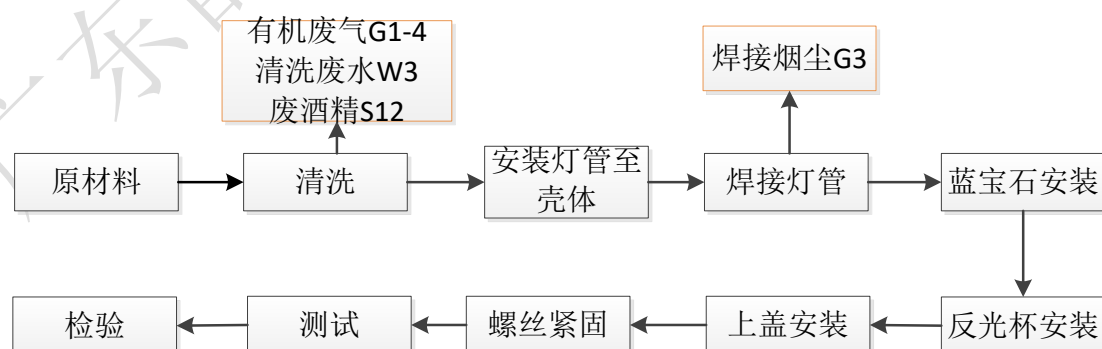 有机废气G1-4
清洗废水W3
废酒精S12
焊接烟尘G3
原材料
清洗
安装灯管至
壳体
焊接灯管
蓝宝石安装
检验
测试
螺丝紧固
上盖安装
反光杯安装
广东